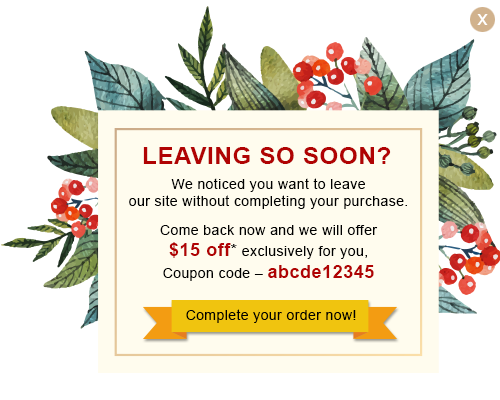 X
LEAVING SO SOON?
We noticed you want to leave
our site without completing your purchase.
Come back now and we will offer
$15 off* exclusively for you,
Coupon code – abcde12345
Complete your order now!